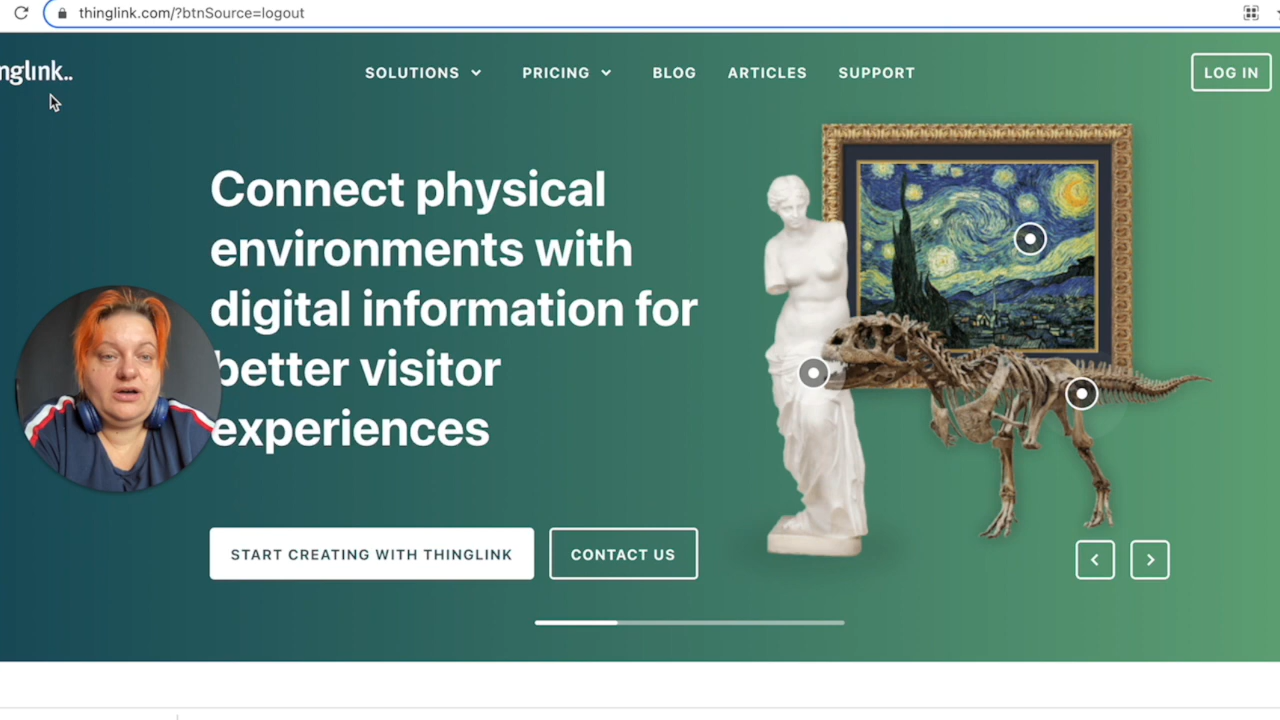 thinglink.com/?btnSource=logout
nglink..
SOLUTIONS
PRICING
BLOG
ARTICLES
SUPPORT
LOG IN
Connect physical
environments with
digital information for
better visitor
experiences
START CREATING WITH THINGLINK
CONTACT US